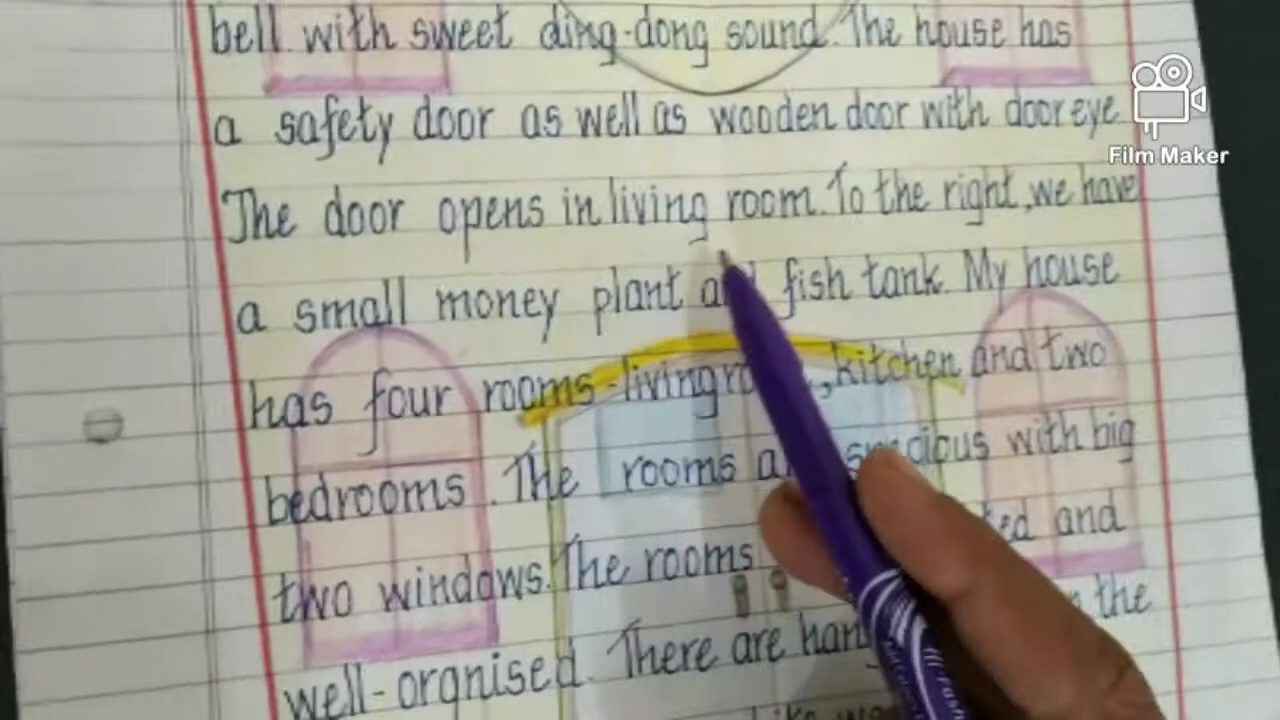 bell with sweet ding-dong sound. The house has
a safety door as well as wooden door with door eye.
The door opens in living room. To the right, we have
a small money plant and fish tank. My house
has four rooms - living room, kitchen and two
bedrooms. The rooms are spacious with big
two windows. The rooms and
well-orgnised. There are the
Film Maker